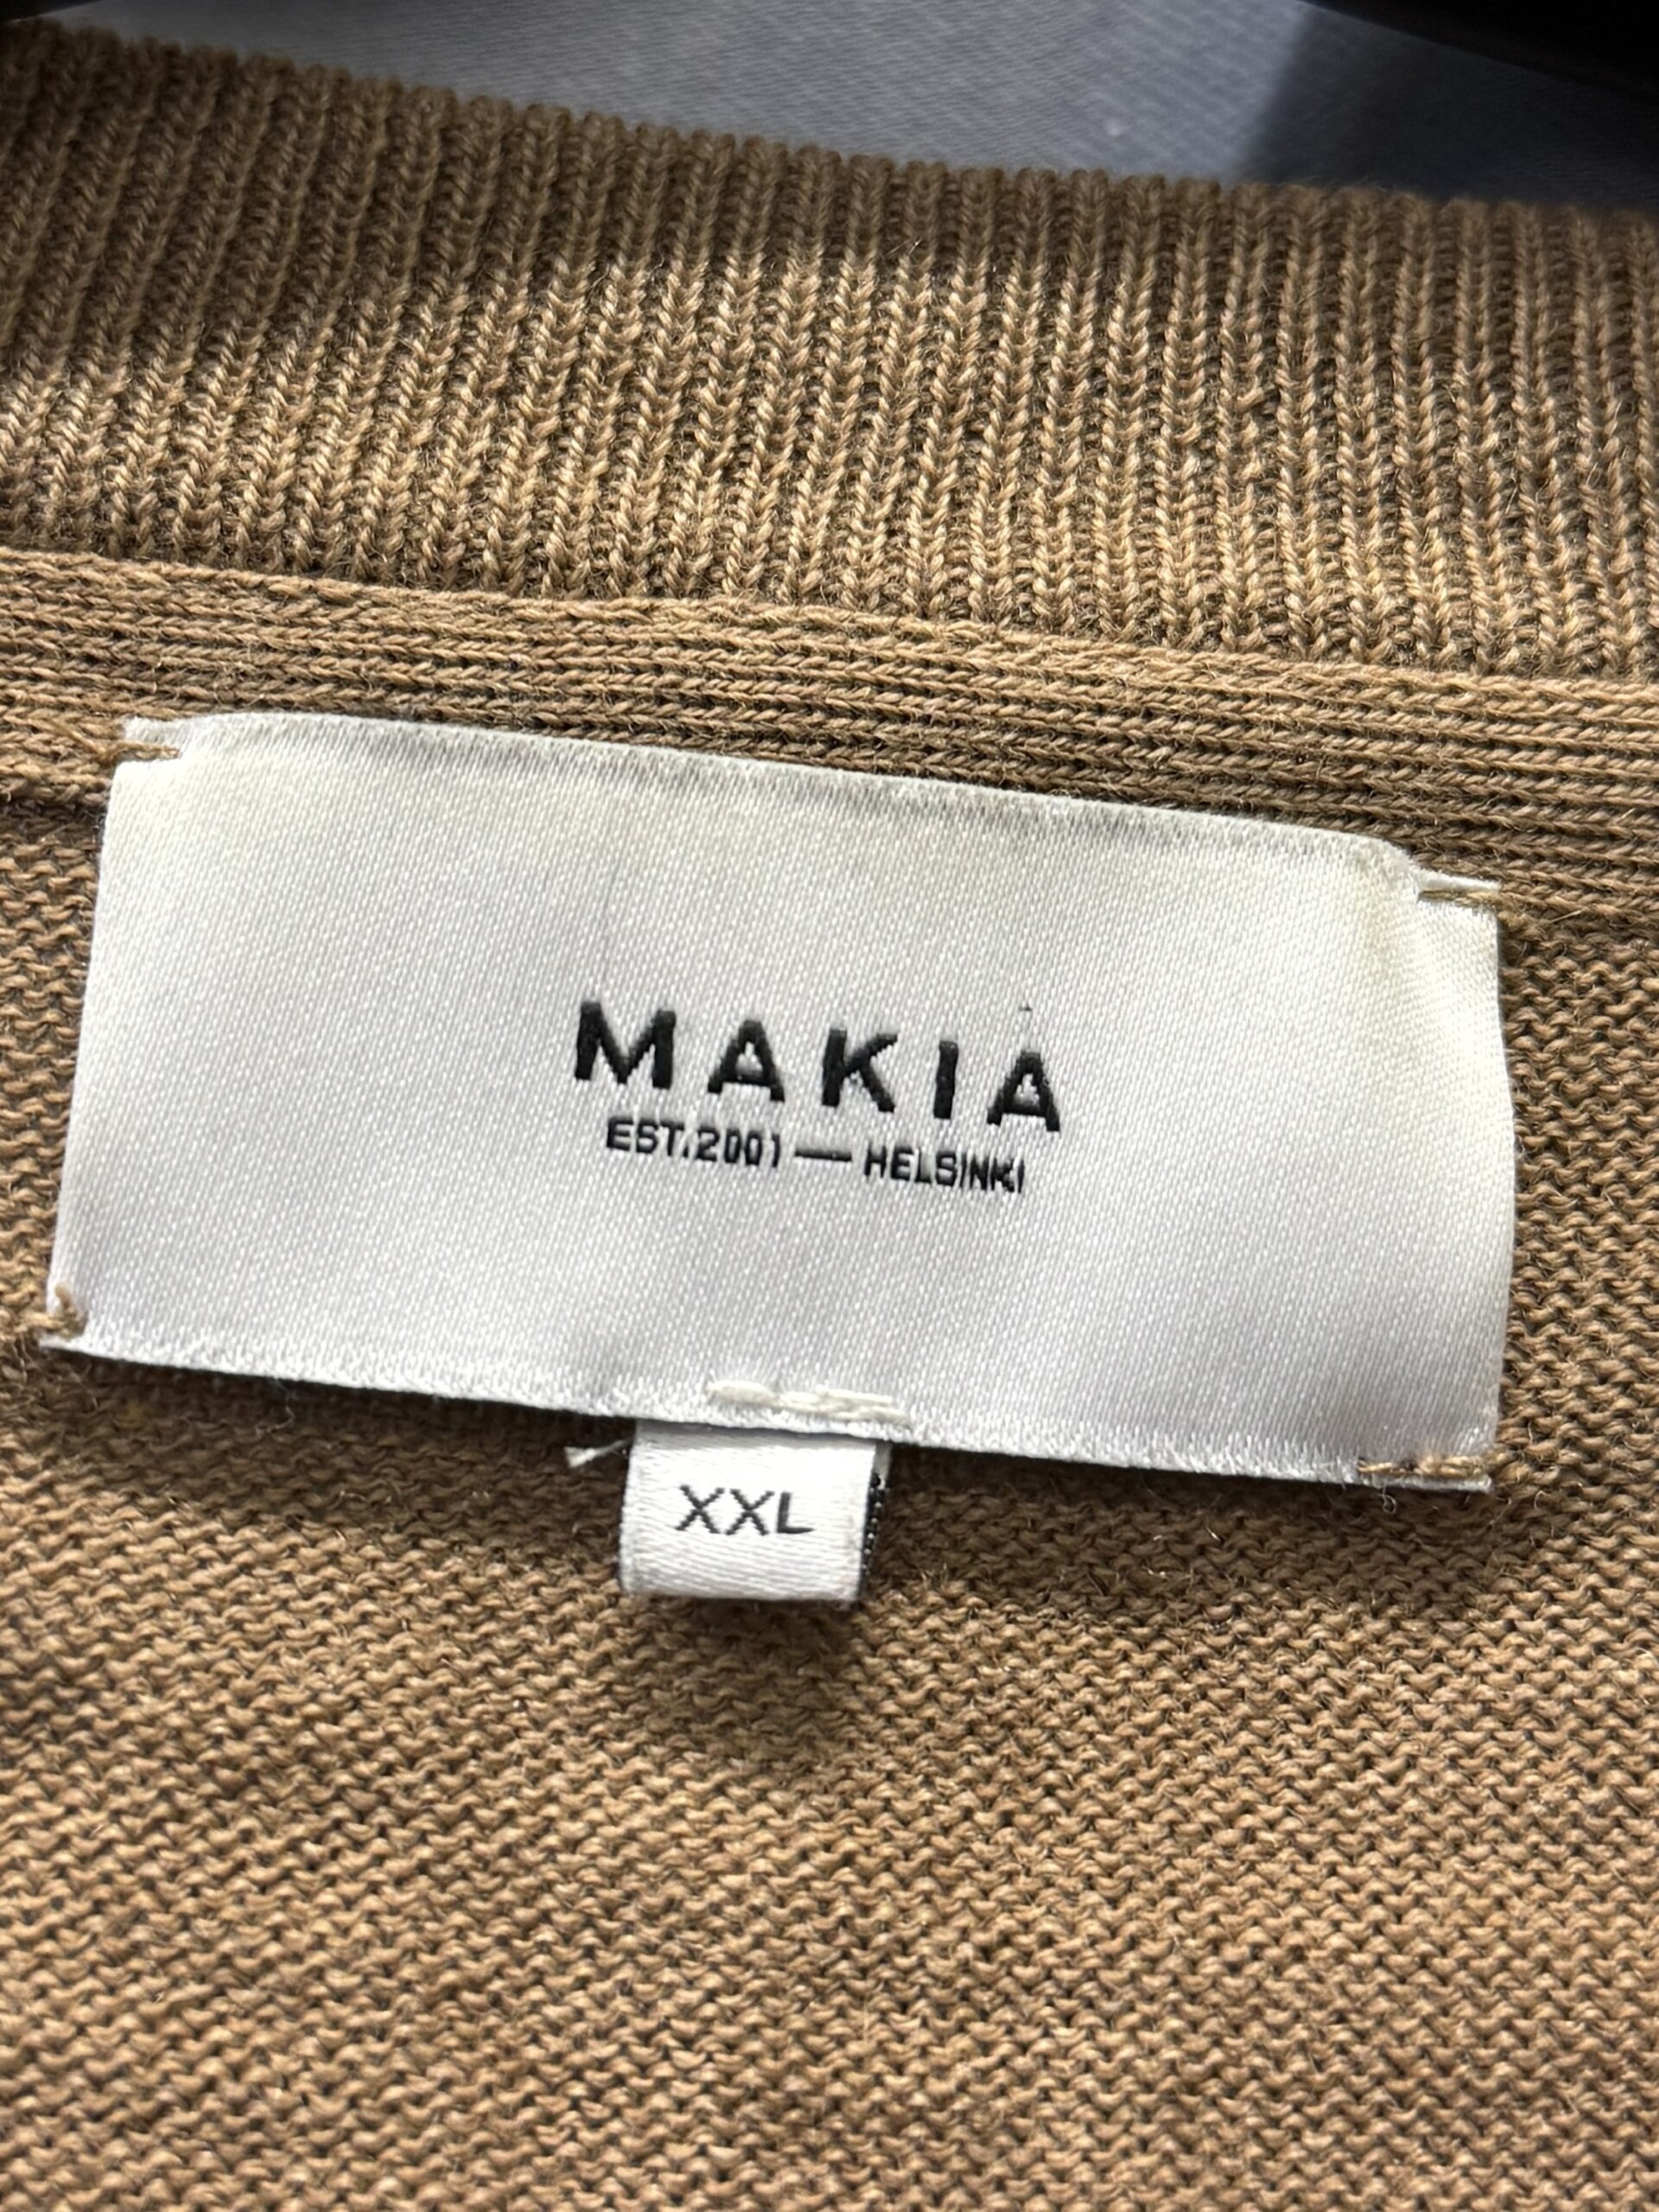 MAKIA
EST.2001 — HELSINKI
XXL